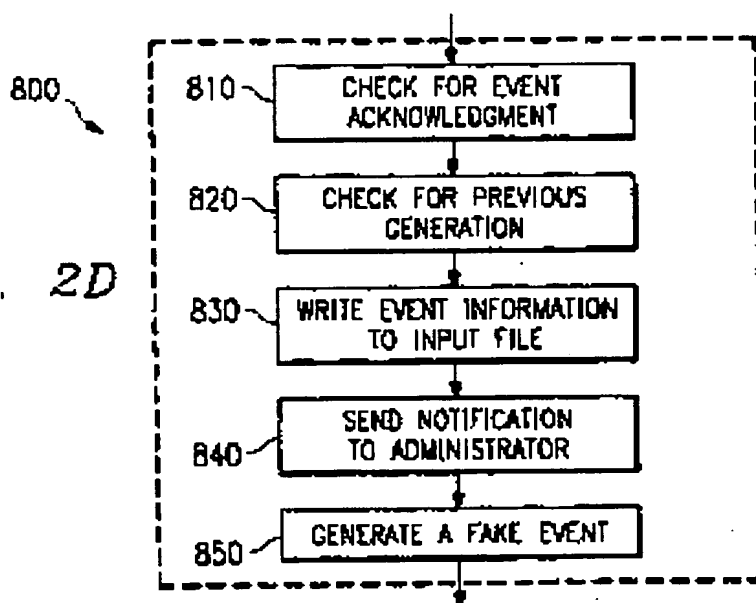 800
810
CHECK FOR EVENT
ACKNOWLEDGMENT
820
CHECK FOR PREVIOUS
GENERATION
2D
830
WRITE EVENT INFORMATION
TO INPUT FILE
840
SEND NOTIFICATION
TO ADMINISTRATOR
850
GENERATE A FAKE EVENT